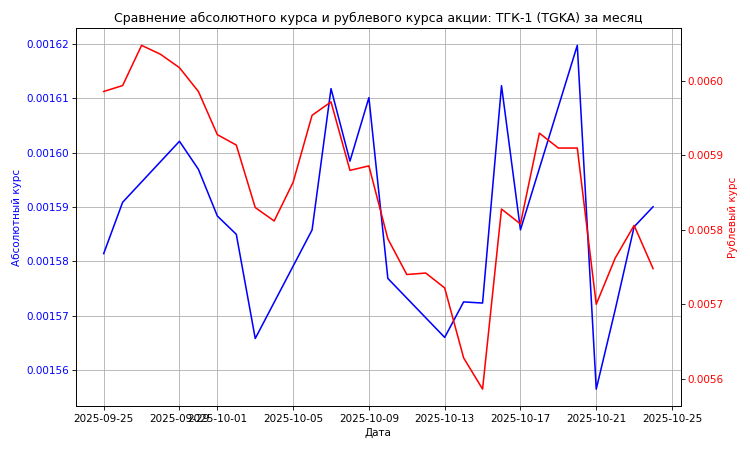 Сравнение абсолютного курса и рублевого курса акции: ТГК-1 (TGKA) за месяц
Абсолютный курс
0.00162
0.00161
0.00160
0.00159
0.00158
0.00157
0.00156
0.0060
0.0059
0.0058
0.0057
0.0056
Рублевый курс
2025-09-25 2025-09-29 2025-10-01 2025-10-05 2025-10-09 2025-10-13 2025-10-17 2025-10-21 2025-10-25
Дата